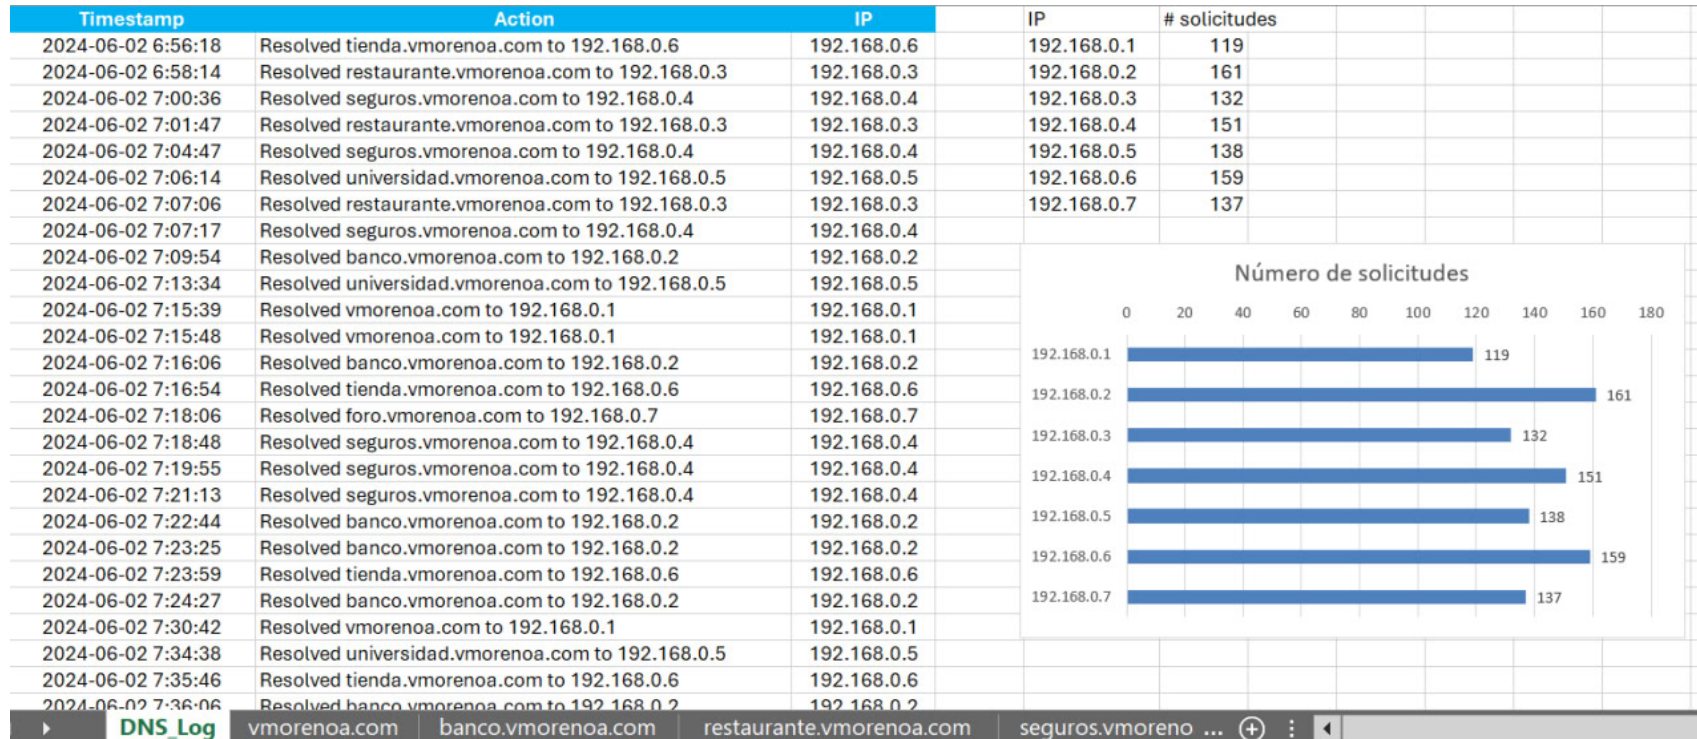 Timestamp Action IP IP # solicitudes
2024-06-02 6:56:18 Resolved tienda.vmorenoa.com to 192.168.0.6 192.168.0.6 192.168.0.1 119
2024-06-02 6:58:14 Resolved restaurante.vmorenoa.com to 192.168.0.3 192.168.0.3 192.168.0.2 161
2024-06-02 7:00:36 Resolved seguros.vmorenoa.com to 192.168.0.4 192.168.0.4 192.168.0.3 132
2024-06-02 7:01:47 Resolved restaurante.vmorenoa.com to 192.168.0.3 192.168.0.3 192.168.0.4 151
2024-06-02 7:04:47 Resolved seguros.vmorenoa.com to 192.168.0.4 192.168.0.4 192.168.0.5 138
2024-06-02 7:06:14 Resolved universidad.vmorenoa.com to 192.168.0.5 192.168.0.5 192.168.0.6 159
2024-06-02 7:07:06 Resolved restaurante.vmorenoa.com to 192.168.0.3 192.168.0.3 192.168.0.7 137
2024-06-02 7:07:17 Resolved seguros.vmorenoa.com to 192.168.0.4 192.168.0.4
2024-06-02 7:09:54 Resolved banco.vmorenoa.com to 192.168.0.2 192.168.0.2
2024-06-02 7:13:34 Resolved universidad.vmorenoa.com to 192.168.0.5 192.168.0.5
2024-06-02 7:15:39 Resolved vmorenoa.com to 192.168.0.1 192.168.0.1
2024-06-02 7:15:48 Resolved vmorenoa.com to 192.168.0.1 192.168.0.1
2024-06-02 7:16:06 Resolved banco.vmorenoa.com to 192.168.0.2 192.168.0.2
2024-06-02 7:16:54 Resolved tienda.vmorenoa.com to 192.168.0.6 192.168.0.6
2024-06-02 7:18:06 Resolved foro.vmorenoa.com to 192.168.0.7 192.168.0.7
2024-06-02 7:18:48 Resolved seguros.vmorenoa.com to 192.168.0.4 192.168.0.4
2024-06-02 7:19:55 Resolved seguros.vmorenoa.com to 192.168.0.4 192.168.0.4
2024-06-02 7:21:13 Resolved seguros.vmorenoa.com to 192.168.0.4 192.168.0.4
2024-06-02 7:22:44 Resolved banco.vmorenoa.com to 192.168.0.2 192.168.0.2
2024-06-02 7:23:25 Resolved banco.vmorenoa.com to 192.168.0.2 192.168.0.2
2024-06-02 7:23:59 Resolved tienda.vmorenoa.com to 192.168.0.6 192.168.0.6
2024-06-02 7:24:27 Resolved banco.vmorenoa.com to 192.168.0.2 192.168.0.2
2024-06-02 7:30:42 Resolved vmorenoa.com to 192.168.0.1 192.168.0.1
2024-06-02 7:34:38 Resolved universidad.vmorenoa.com to 192.168.0.5 192.168.0.5
2024-06-02 7:35:46 Resolved tienda.vmorenoa.com to 192.168.0.6 192.168.0.6
2024-06-02 7:36:06 Resolved banco.vmorenoa.com to 192.168.0.2 192.168.0.2
Número de solicitudes
0 20 40 60 80 100 120 140 160 180
192.168.0.1 119
192.168.0.2 161
192.168.0.3 132
192.168.0.4 151
192.168.0.5 138
192.168.0.6 159
192.168.0.7 137
DNS_Log vmorenoa.com banco.vmorenoa.com restaurante.vmorenoa.com seguros.vmoreno ...